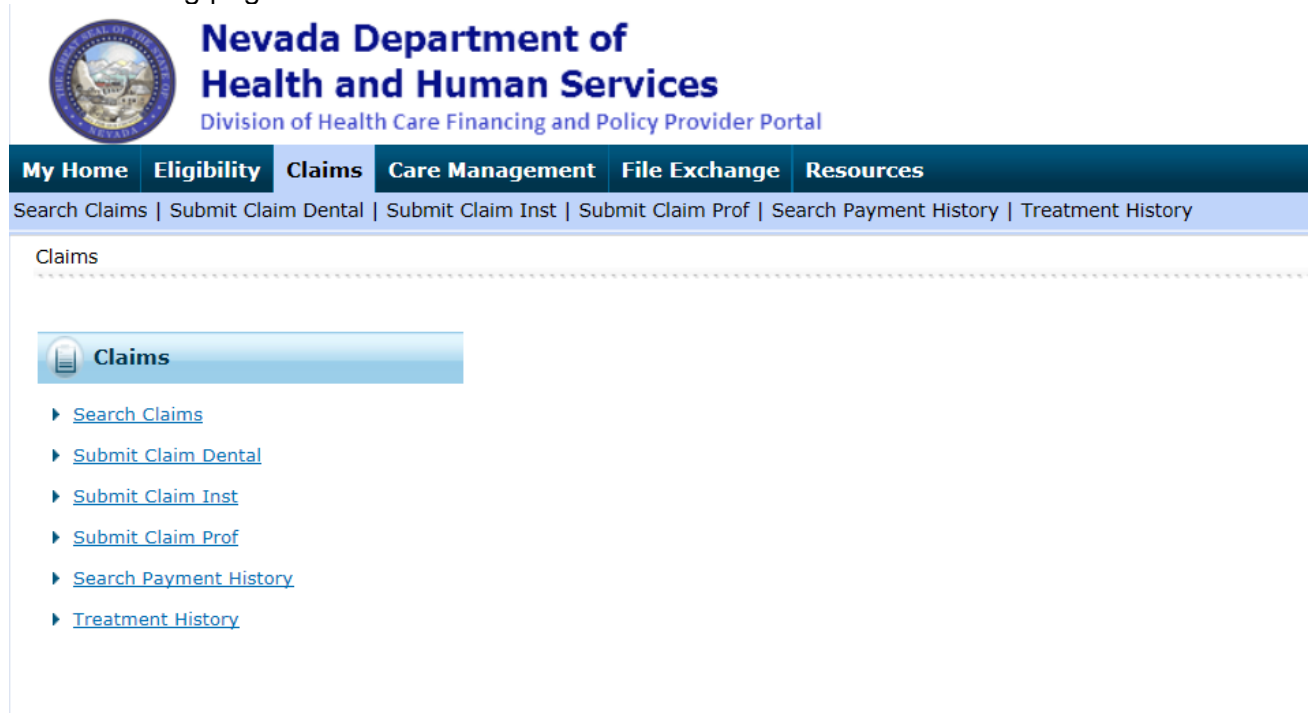 Nevada Department of
Health and Human Services
Division of Health Care Financing and Policy Provider Portal
My Home Eligibility Claims Care Management File Exchange Resources
Search Claims | Submit Claim Dental | Submit Claim Inst | Submit Claim Prof | Search Payment History | Treatment History
Claims
Claims
Search Claims
Submit Claim Dental
Submit Claim Inst
Submit Claim Prof
Search Payment History
Treatment History